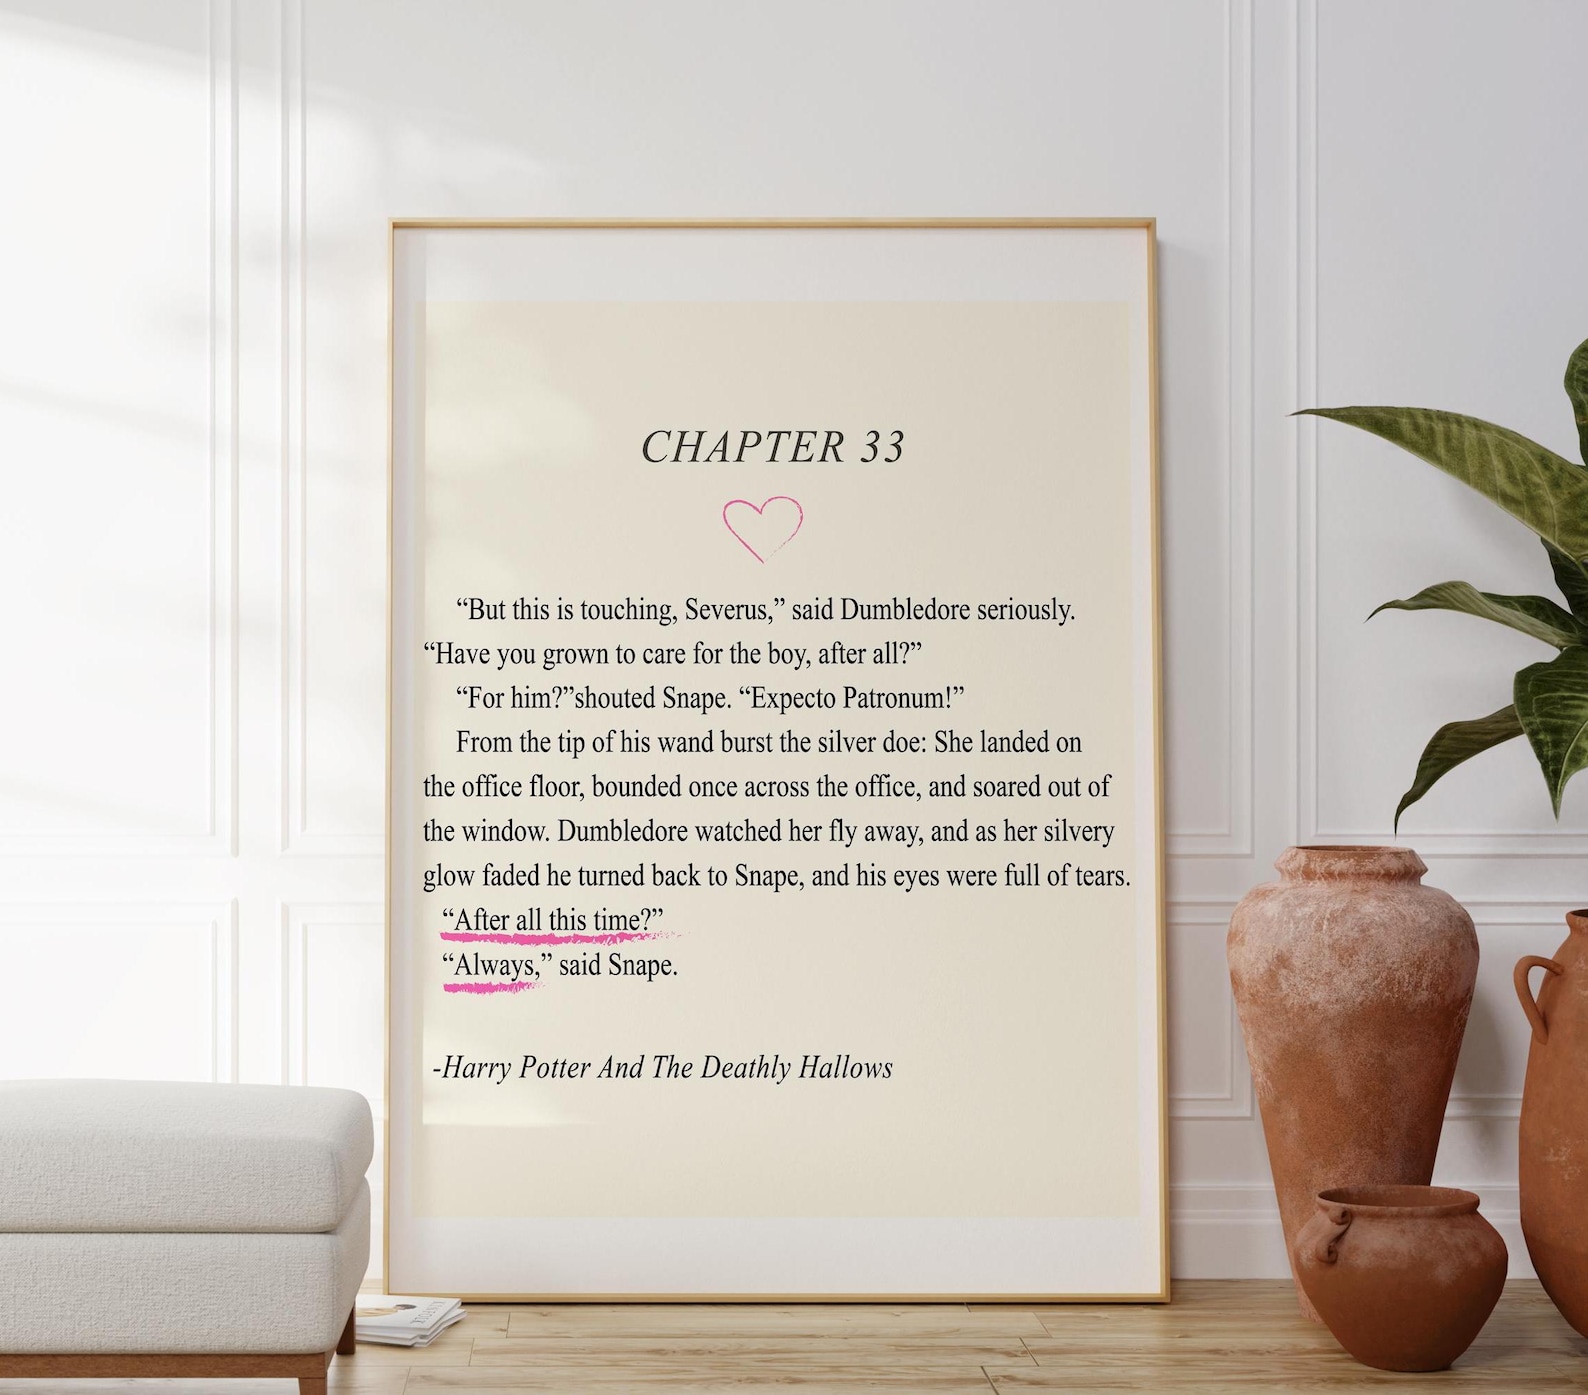 CHAPTER 33
“But this is touching, Severus,” said Dumbledore seriously.
“Have you grown to care for the boy, after all?”
“For him?”shouted Snape. “Expecto Patronum!”
From the tip of his wand burst the silver doe: She landed on
the office floor, bounded once across the office, and soared out of
the window. Dumbledore watched her fly away, and as her silvery
glow faded he turned back to Snape, and his eyes were full of tears.
“After all this time?”
“Always,” said Snape.
-Harry Potter And The Deathly Hallows